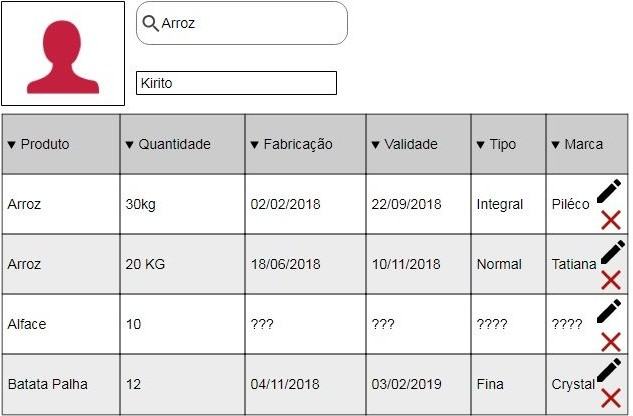 Arroz
Kirito
▼ Produto ▼ Quantidade ▼ Fabricação ▼ Validade ▼ Tipo ▼ Marca
Arroz 30kg 02/02/2018 22/09/2018 Integral Piléco
Arroz 20 KG 18/06/2018 10/11/2018 Normal Tatiana
Alface 10 ??? ??? ???? ????
Batata Palha 12 04/11/2018 03/02/2019 Fina Crystal